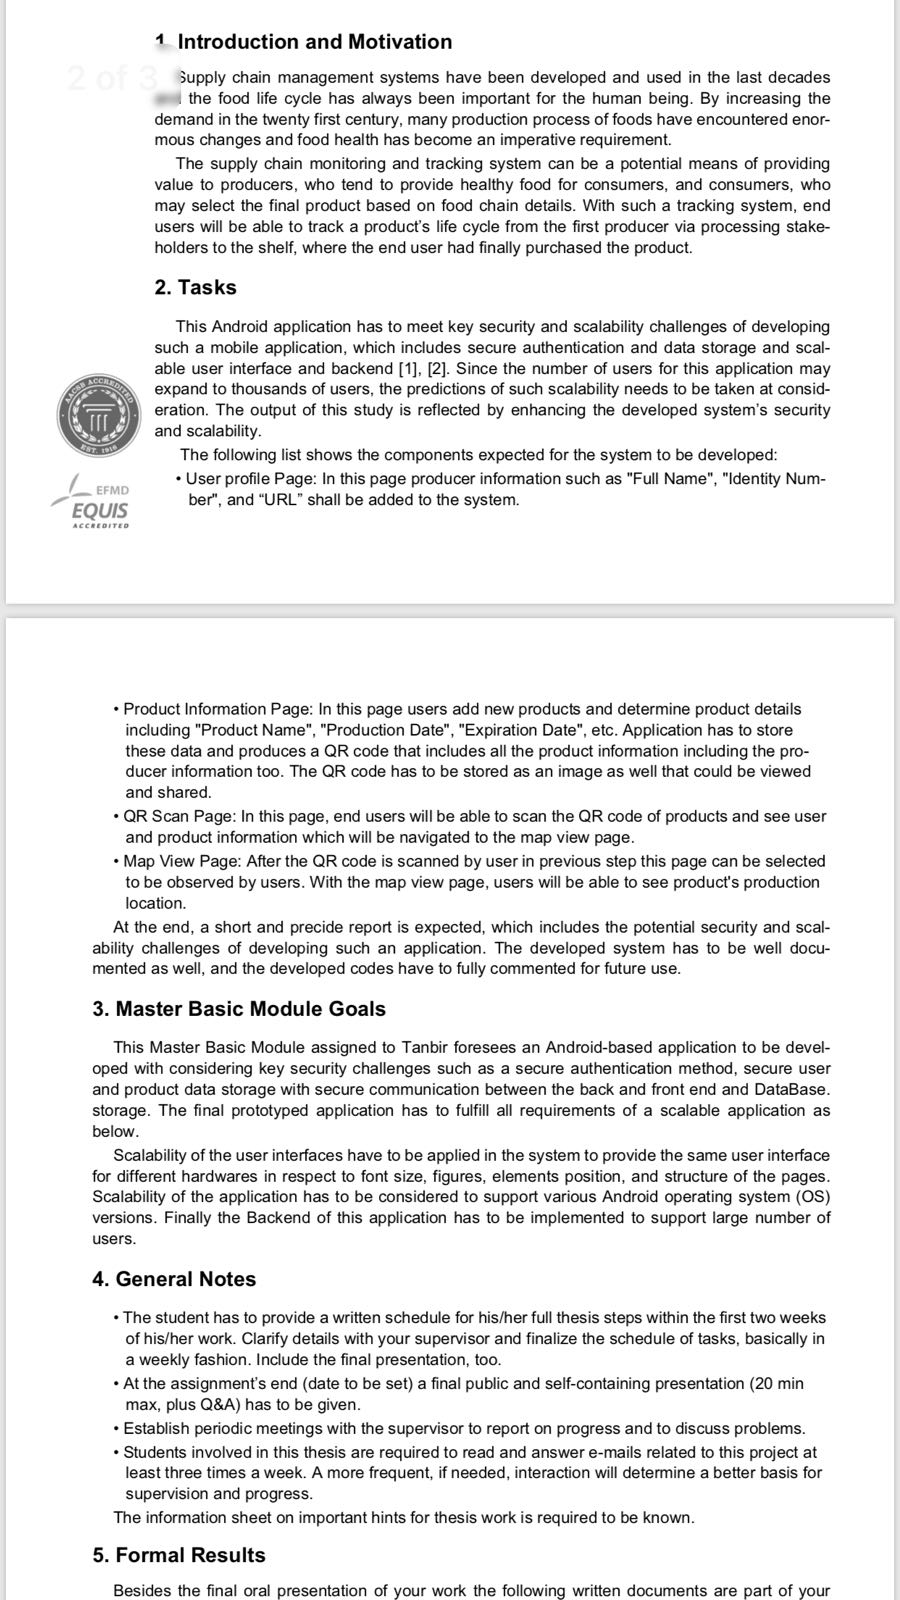 1. Introduction and Motivation
2 of 3
Supply chain management systems have been developed and used in the last decades
the food life cycle has always been important for the human being. By increasing the
demand in the twenty first century, many production process of foods have encountered enor-
mous changes and food health has become an imperative requirement.
The supply chain monitoring and tracking system can be a potential means of providing
value to producers, who tend to provide healthy food for consumers, and consumers, who
may select the final product based on food chain details. With such a tracking system, end
users will be able to track a product's life cycle from the first producer via processing stake-
holders to the shelf, where the end user had finally purchased the product.
2. Tasks
This Android application has to meet key security and scalability challenges of developing
such a mobile application, which includes secure authentication and data storage and scal-
able user interface and backend [1], [2]. Since the number of users for this application may
expand to thousands of users, the predictions of such scalability needs to be taken at consid-
eration. The output of this study is reflected by enhancing the developed system's security
and scalability.
The following list shows the components expected for the system to be developed:
• User profile Page: In this page producer information such as "Full Name", "Identity Num-
ber", and “URL” shall be added to the system.
AACSB ACCREDITED
EST. 1916
EFMD
EQUIS
ACCREDITED
• Product Information Page: In this page users add new products and determine product details
including "Product Name", "Production Date", "Expiration Date", etc. Application has to store
these data and produces a QR code that includes all the product information including the pro-
ducer information too. The QR code has to be stored as an image as well that could be viewed
and shared.
• QR Scan Page: In this page, end users will be able to scan the QR code of products and see user
and product information which will be navigated to the map view page.
• Map View Page: After the QR code is scanned by user in previous step this page can be selected
to be observed by users. With the map view page, users will be able to see product's production
location.
At the end, a short and precide report is expected, which includes the potential security and scal-
ability challenges of developing such an application. The developed system has to be well docu-
mented as well, and the developed codes have to fully commented for future use.
3. Master Basic Module Goals
This Master Basic Module assigned to Tanbir foresees an Android-based application to be devel-
oped with considering key security challenges such as a secure authentication method, secure user
and product data storage with secure communication between the back and front end and DataBase.
storage. The final prototyped application has to fulfill all requirements of a scalable application as
below.
Scalability of the user interfaces have to be applied in the system to provide the same user interface
for different hardwares in respect to font size, figures, elements position, and structure of the pages.
Scalability of the application has to be considered to support various Android operating system (OS)
versions. Finally the Backend of this application has to be implemented to support large number of
users.
4. General Notes
• The student has to provide a written schedule for his/her full thesis steps within the first two weeks
of his/her work. Clarify details with your supervisor and finalize the schedule of tasks, basically in
a weekly fashion. Include the final presentation, too.
• At the assignment's end (date to be set) a final public and self-containing presentation (20 min
max, plus Q&A) has to be given.
• Establish periodic meetings with the supervisor to report on progress and to discuss problems.
• Students involved in this thesis are required to read and answer e-mails related to this project at
least three times a week. A more frequent, if needed, interaction will determine a better basis for
supervision and progress.
The information sheet on important hints for thesis work is required to be known.
5. Formal Results
Besides the final oral presentation of your work the following written documents are part of your